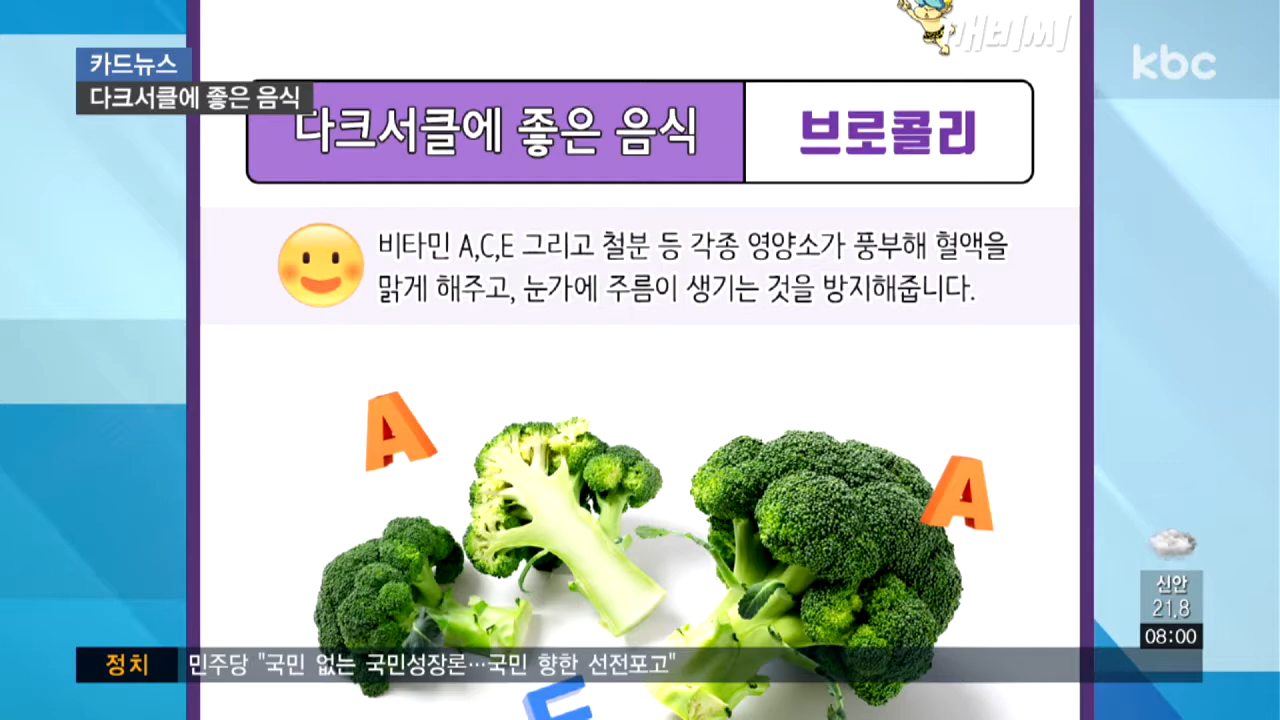 깨비씨
kbc
카드뉴스
다크서클에 좋은 음식
다크서클에 좋은 음식
브로콜리
비타민 A,C,E 그리고 철분 등 각종 영양소가 풍부해 혈액을
맑게 해주고, 눈가에 주름이 생기는 것을 방지해줍니다.
A
A
E
신안
21.8
08:00
정치 민주당 "국민 없는 국민성장론…국민 향한 선전포고"